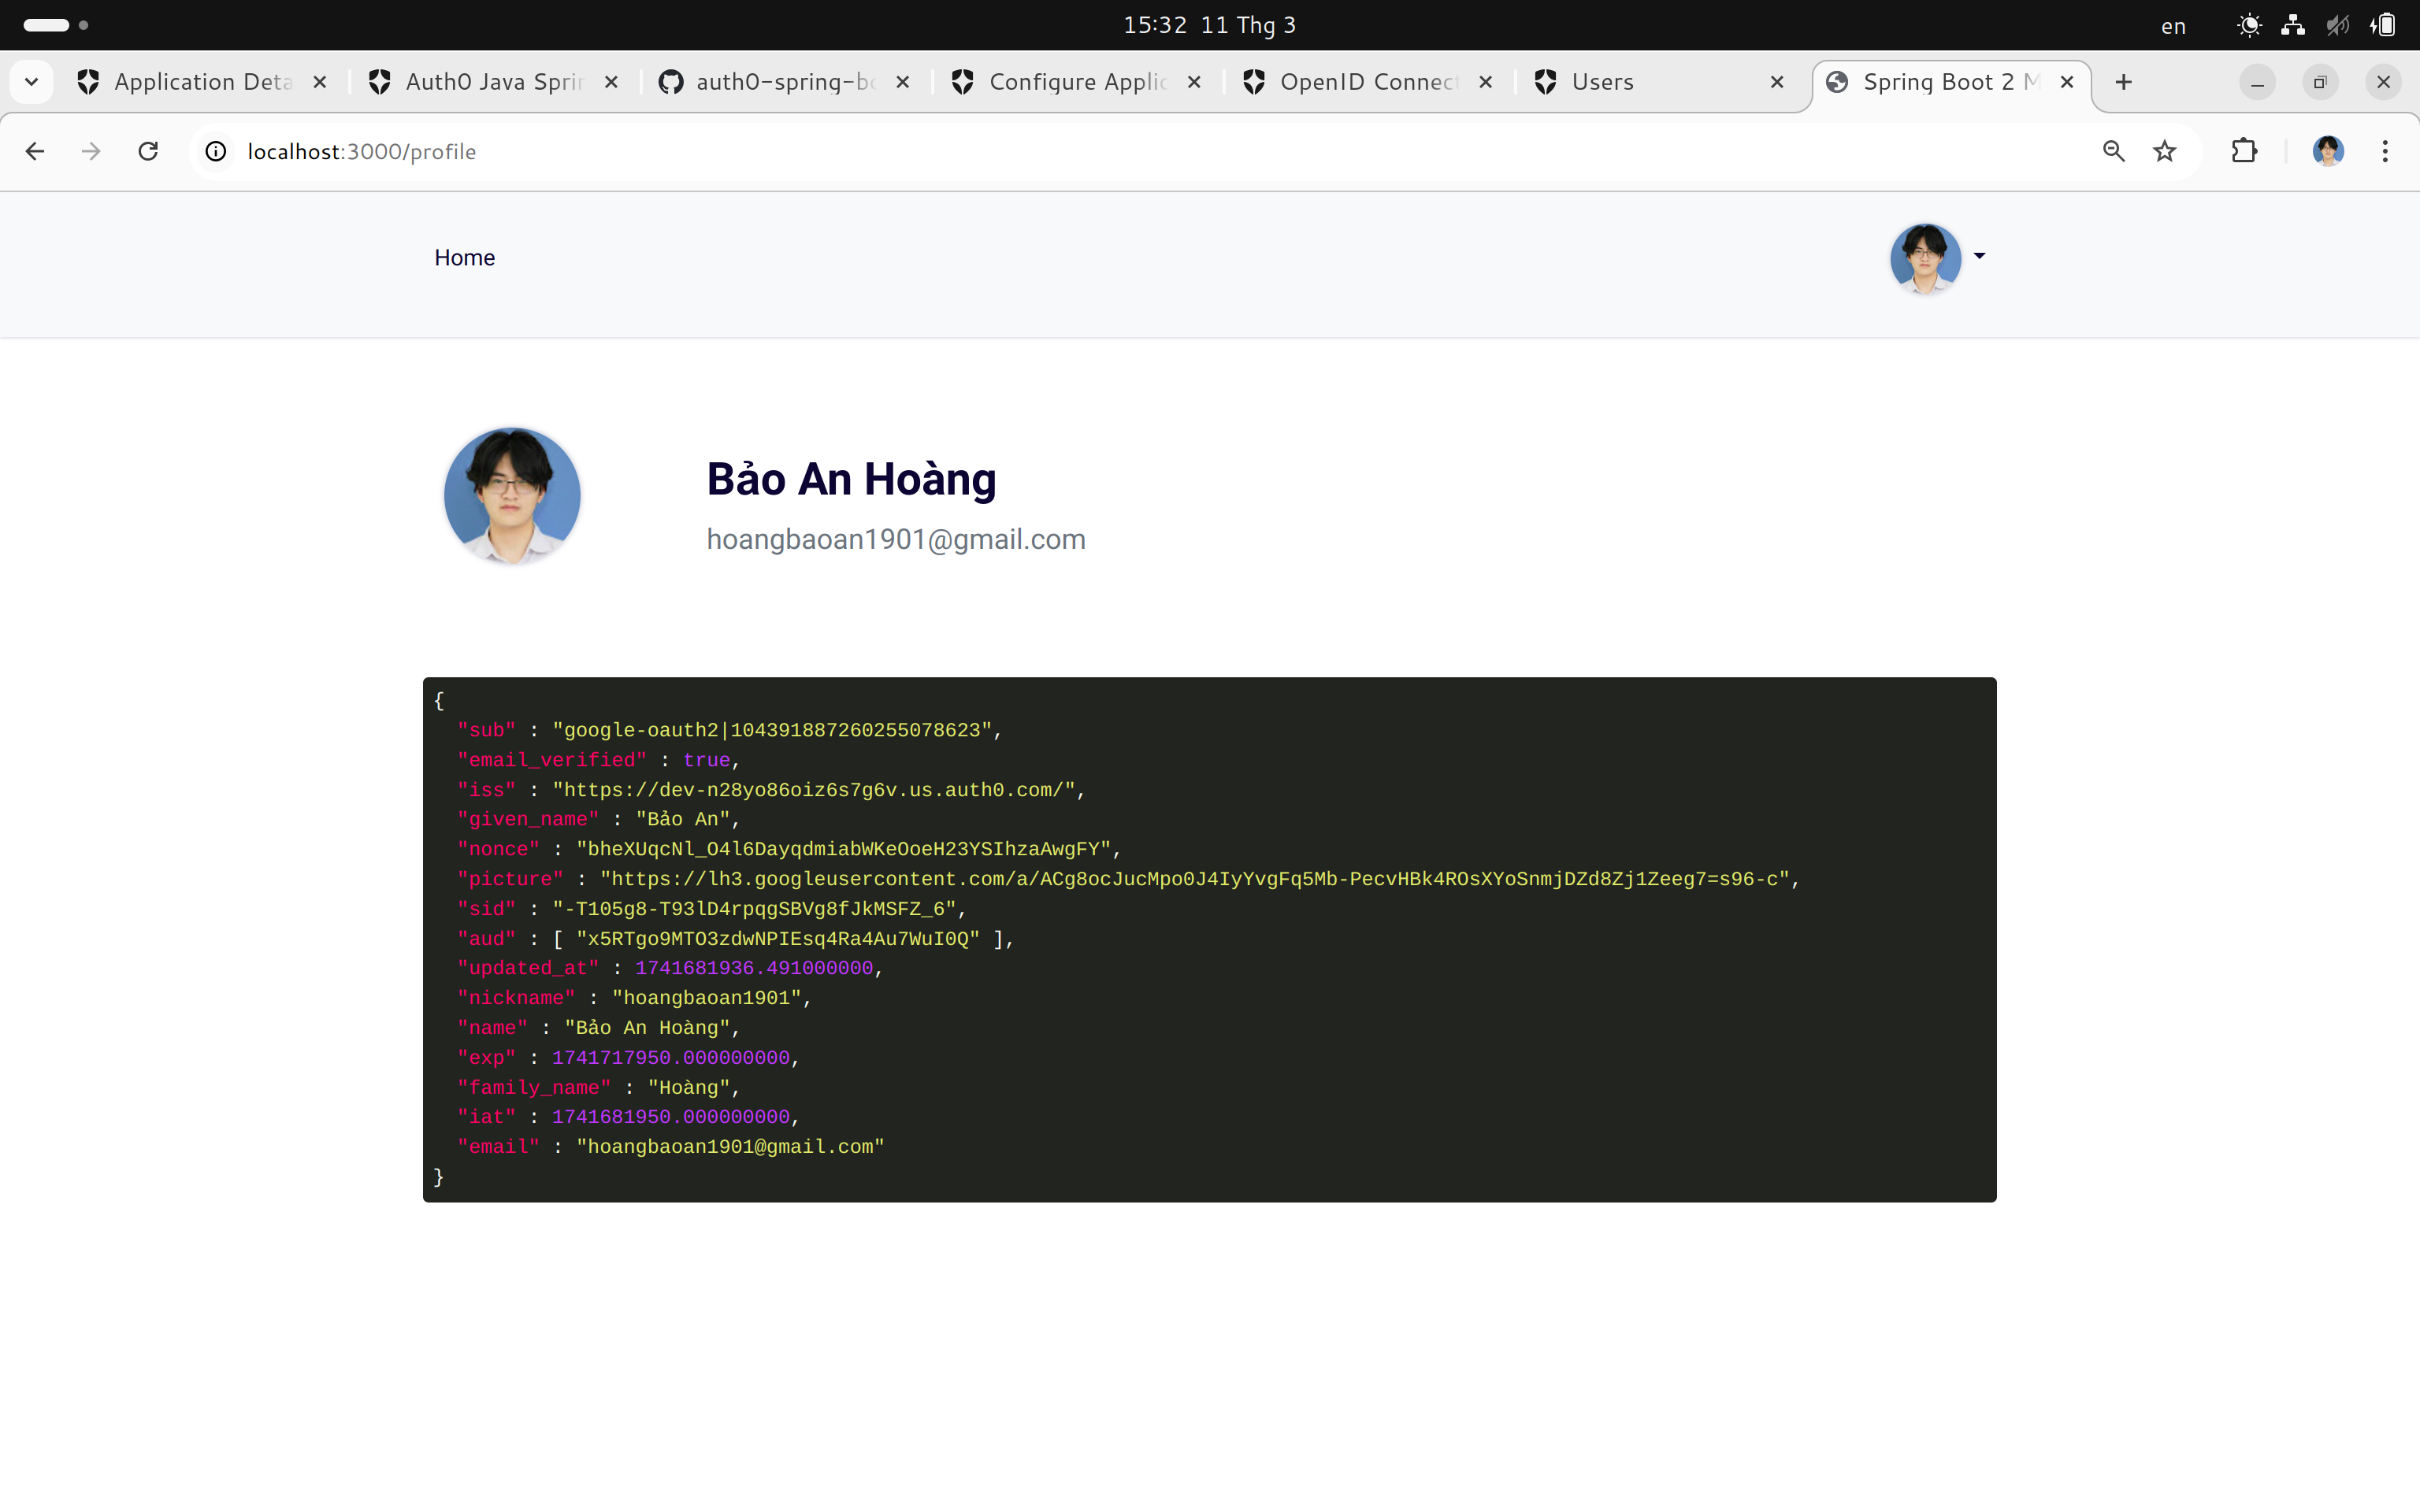 15:32 11 Thg 3
en
Application Deta
Auth0 Java Sprin
auth0-spring-bo
Configure Applic
OpenID Connect
Users
Spring Boot 2 M
localhost:3000/profile
Home
Bảo An Hoàng
hoangbaoan1901@gmail.com
{
"sub" : "google-oauth2|104391887260255078623",
"email_verified" : true,
"iss" : "https://dev-n28yo86oiz6s7g6v.us.auth0.com/",
"given_name" : "Bảo An",
"nonce" : "bheXUqcNl_O4l6DayqdmiabWKeOoeH23YSIhzaAwgFY",
"picture" : "https://lh3.googleusercontent.com/a/ACg8ocJucMpo0J4IyYvgFq5Mb-PecvHBk4ROsXYoSnmjDZd8Zj1Zeeg7=s96-c",
"sid" : "-T105g8-T93lD4rpqgSBVg8fJkMSFZ_6",
"aud" : [ "x5RTgo9MTO3zdwNPIEsq4Ra4Au7WuI0Q" ],
"updated_at" : 1741681936.491000000,
"nickname" : "hoangbaoan1901",
"name" : "Bảo An Hoàng",
"exp" : 1741717950.000000000,
"family_name" : "Hoàng",
"iat" : 1741681950.000000000,
"email" : "hoangbaoan1901@gmail.com"
}